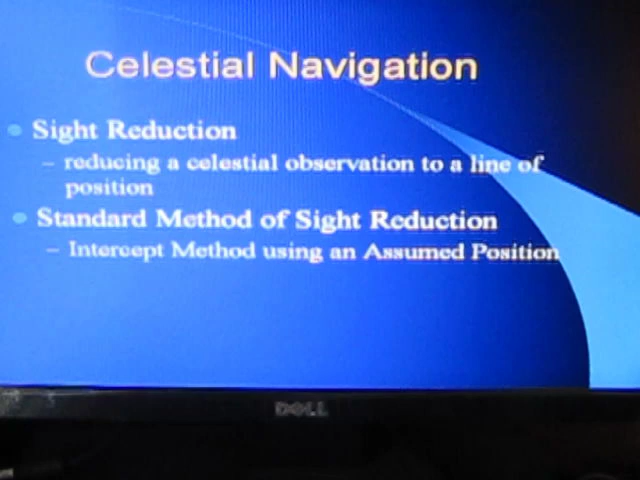 Celestial Navigation
Sight Reduction
– reducing a celestial observation to a line of
position
Standard Method of Sight Reduction
– Intercept Method using an Assumed Position
DELL